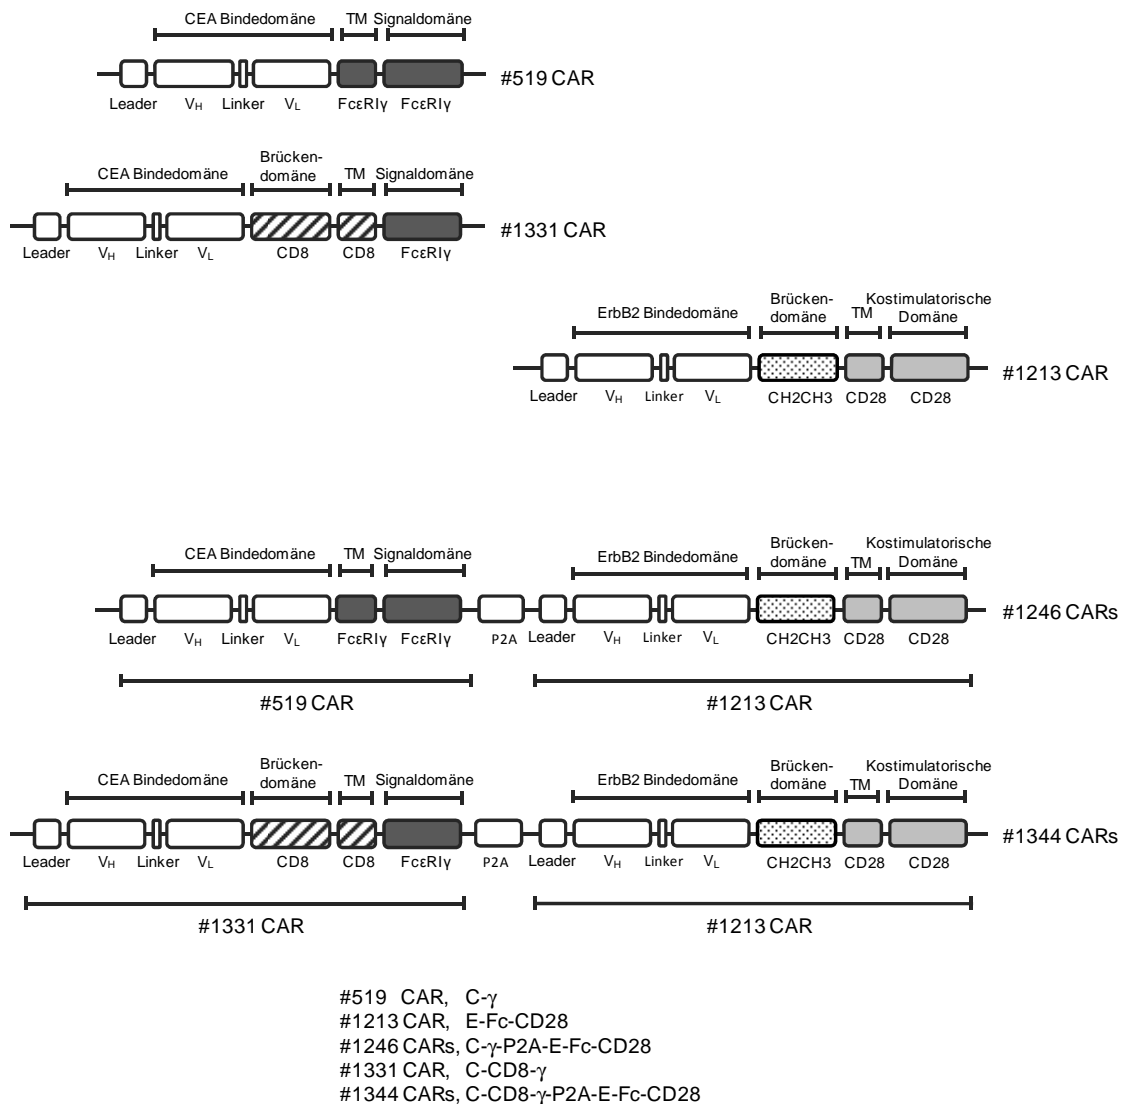 CEA Bindedomäne TM Signaldomäne
#519 CAR
Leader VH Linker VL FcεRIγ FcεRIγ
Brücken-
CEA Bindedomäne domäne TM Signaldomäne
#1331 CAR
Leader VH Linker VL CD8 CD8 FcεRIγ
Brücken- Kostimulatorische
ErbB2 Bindedomäne domäne TM Domäne
#1213 CAR
Leader VH Linker VL CH2CH3 CD28 CD28
Brücken- Kostimulatorische
CEA Bindedomäne TM Signaldomäne ErbB2 Bindedomäne domäne TM Domäne
#1246 CARs
Leader VH Linker VL FcεRIγ FcεRIγ P2A Leader VH Linker VL CH2CH3 CD28 CD28
#519 CAR #1213 CAR
Brücken- Brücken- Kostimulatorische
CEA Bindedomäne domäne TM Signaldomäne ErbB2 Bindedomäne domäne TM Domäne
#1344 CARs
Leader VH Linker VL CD8 CD8 FcεRIγ P2A Leader VH Linker VL CH2CH3 CD28 CD28
#1331 CAR #1213 CAR
#519 CAR, C-γ
#1213 CAR, E-Fc-CD28
#1246 CARs, C-γ-P2A-E-Fc-CD28
#1331 CAR, C-CD8-γ
#1344 CARs, C-CD8-γ-P2A-E-Fc-CD28